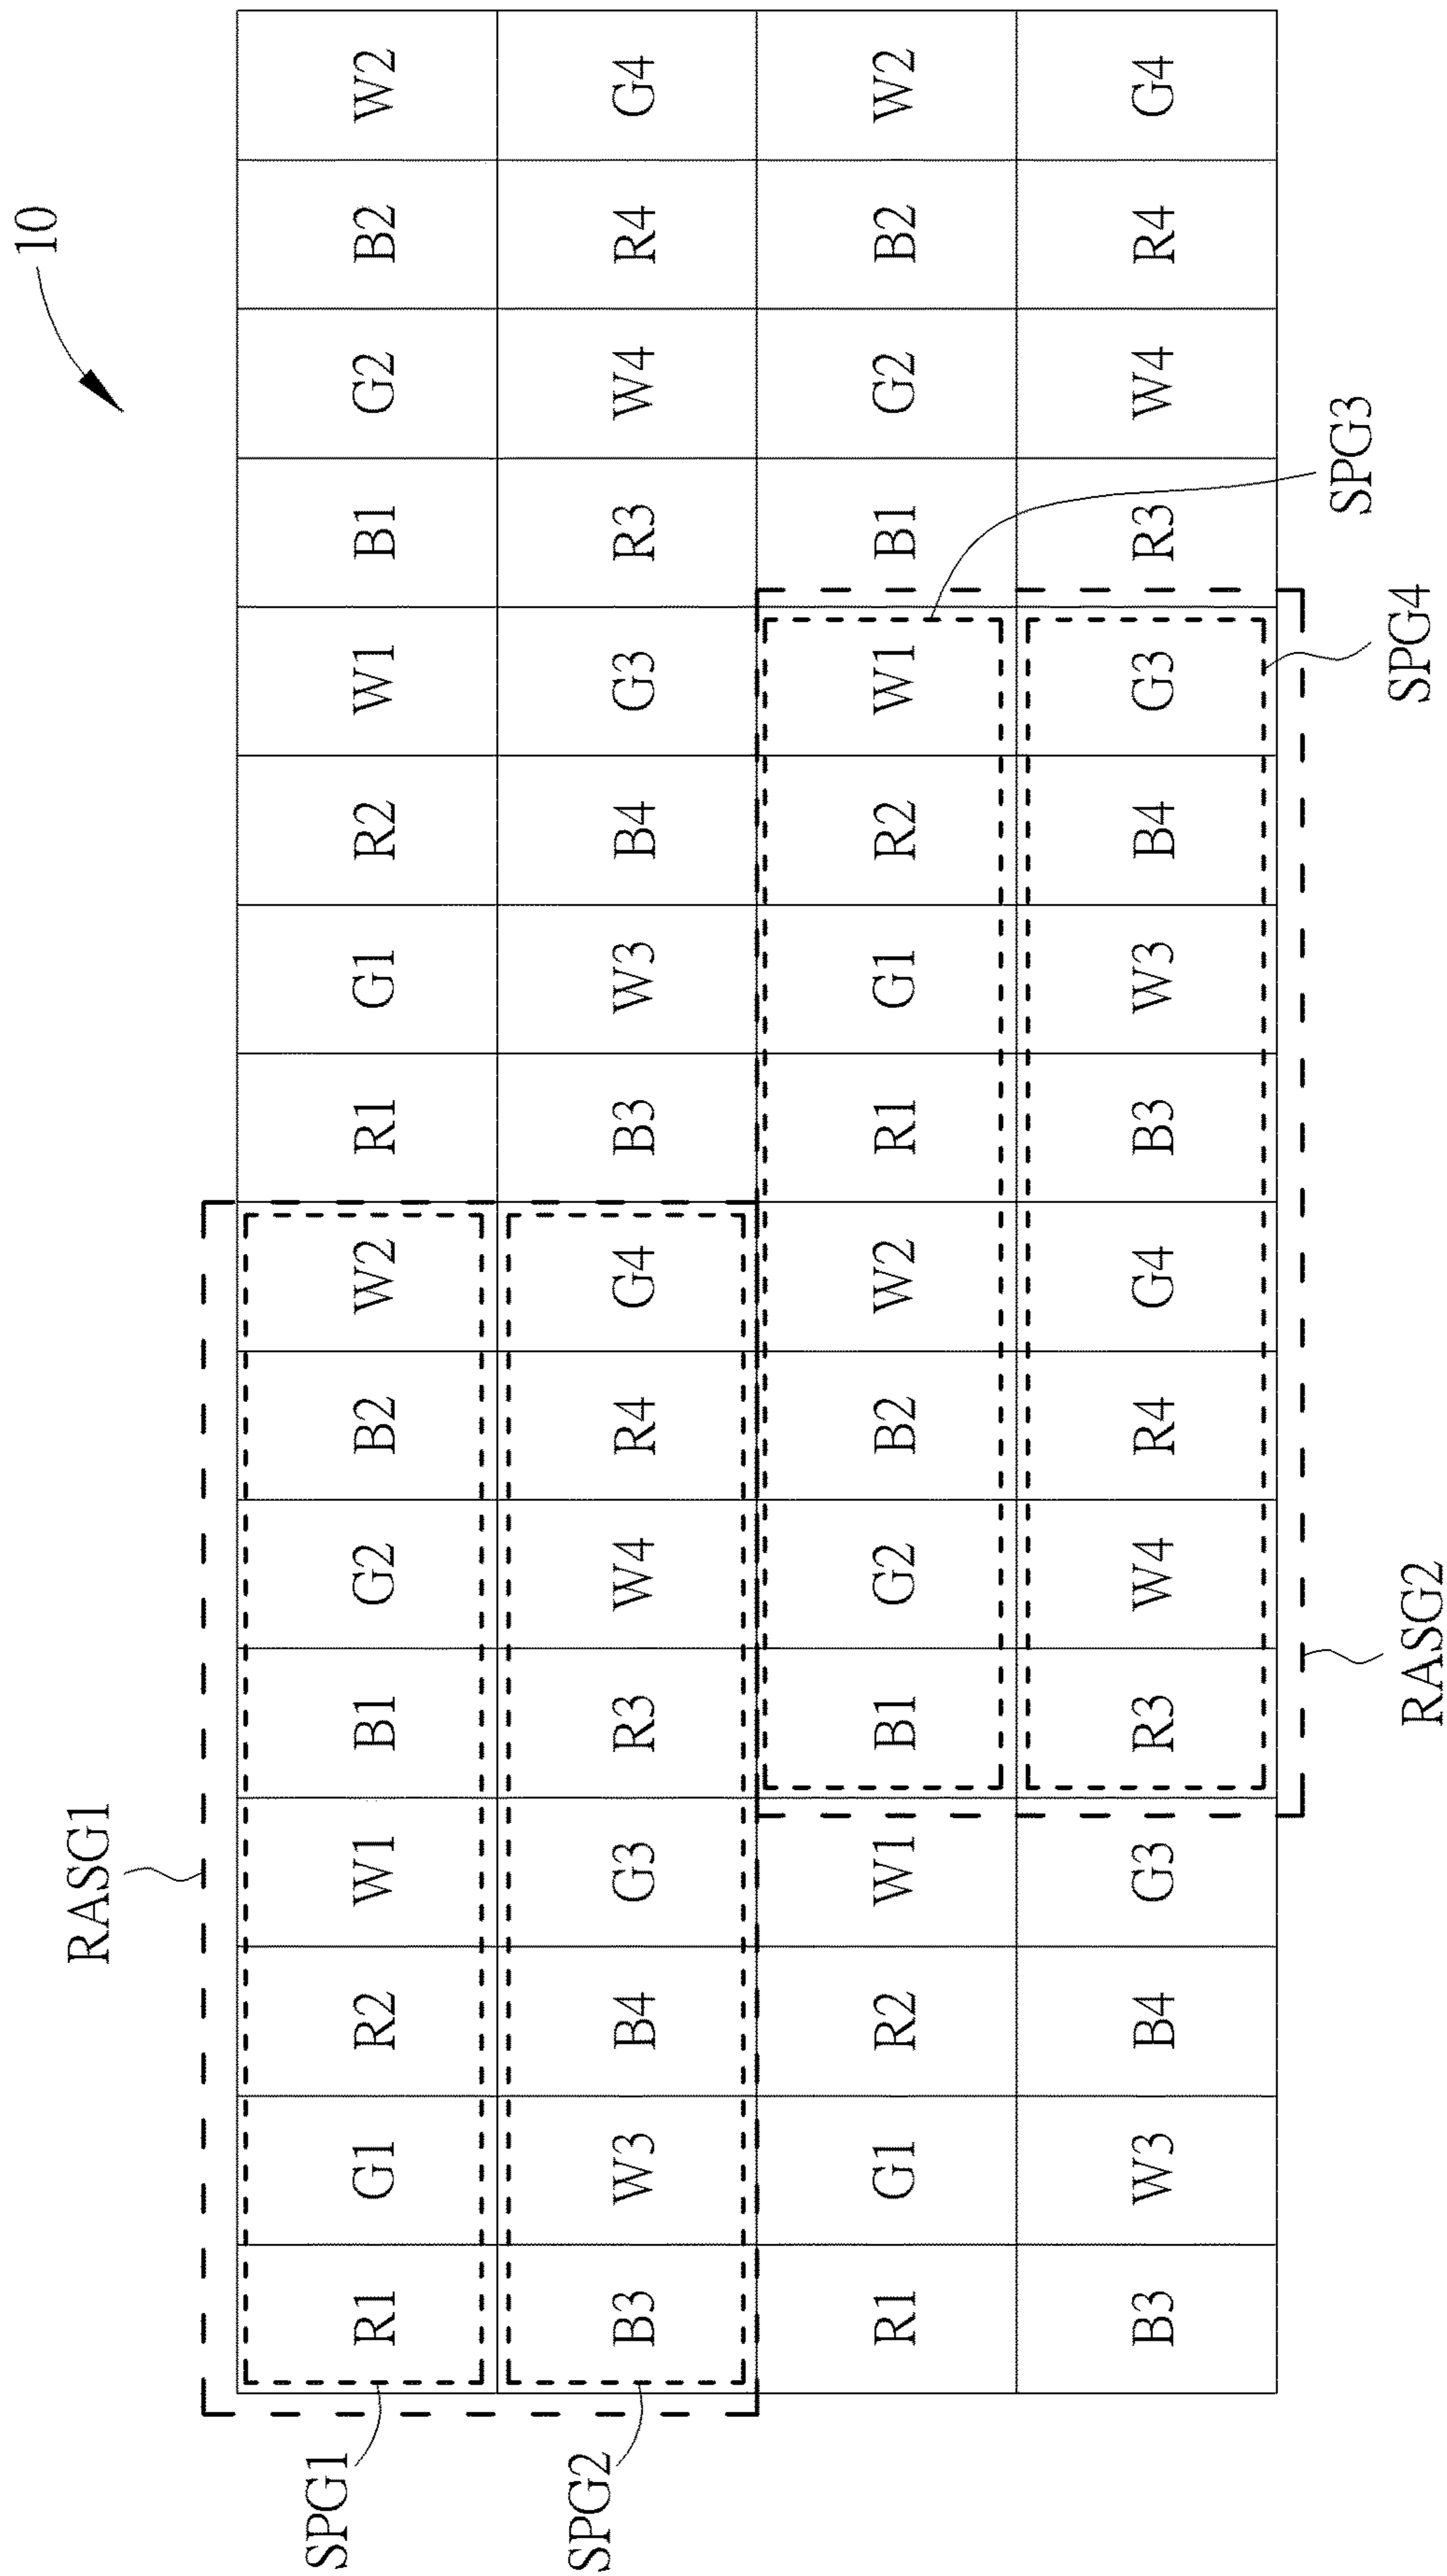 10
RASG1
SPG1
R1 G1 R2 W1 B1 G2 B2 W2 R1 G1 R2 W1 B1 G2 B2 W2
SPG2
B3 W3 B4 G3 R3 W4 R4 G4 B3 W3 B4 G3 R3 W4 R4 G4
R1 G1 R2 W1 B1 G2 B2 W2 R1 G1 R2 W1 B1 G2 B2 W2
B3 W3 B4 G3 R3 W4 R4 G4 B3 W3 B4 G3 R3 W4 R4 G4
SPG3
SPG4
RASG2